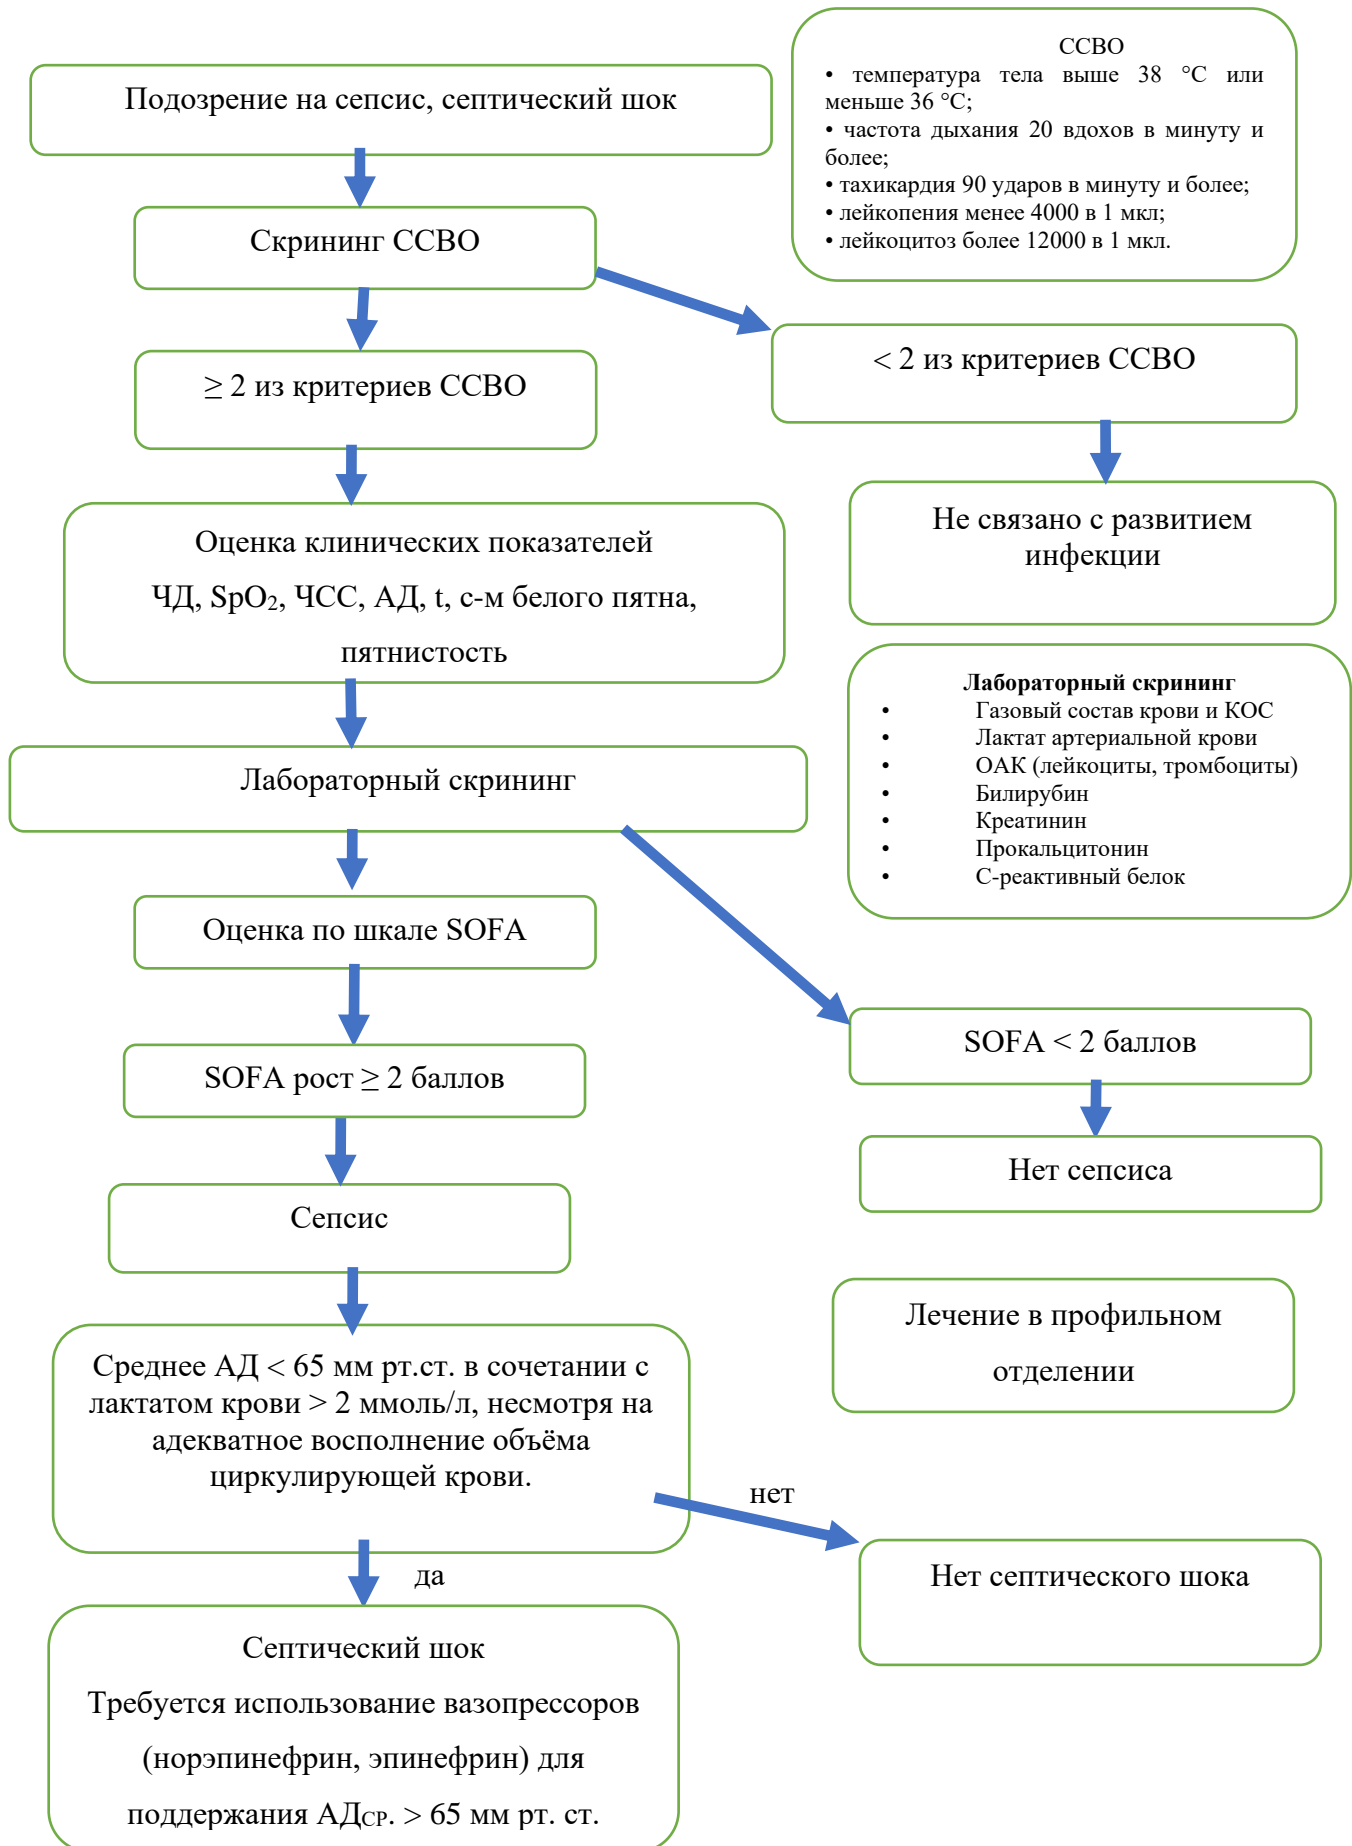 ССВО
• температура тела выше 38 °С или
меньше 36 °С;
• частота дыхания 20 вдохов в минуту и
более;
• тахикардия 90 ударов в минуту и более;
• лейкопения менее 4000 в 1 мкл;
• лейкоцитоз более 12000 в 1 мкл.
Подозрение на сепсис, септический шок
Скрининг ССВО
≥ 2 из критериев ССВО
< 2 из критериев ССВО
Не связано с развитием
инфекции
Оценка клинических показателей
ЧД, SpO₂, ЧСС, АД, t, с-м белого пятна,
пятнистость
Лабораторный скрининг
• Газовый состав крови и КОС
• Лактат артериальной крови
• ОАК (лейкоциты, тромбоциты)
• Билирубин
• Креатинин
• Прокальцитонин
• С-реактивный белок
Лабораторный скрининг
Оценка по шкале SOFA
SOFA рост ≥ 2 баллов
SOFA < 2 баллов
Нет сепсиса
Сепсис
Лечение в профильном
отделении
Среднее АД < 65 мм рт.ст. в сочетании с
лактатом крови > 2 ммоль/л, несмотря на
адекватное восполнение объёма
циркулирующей крови.
нет
Нет септического шока
да
Септический шок
Требуется использование вазопрессоров
(норэпинефрин, эпинефрин) для
поддержания АДСР. > 65 мм рт. ст.